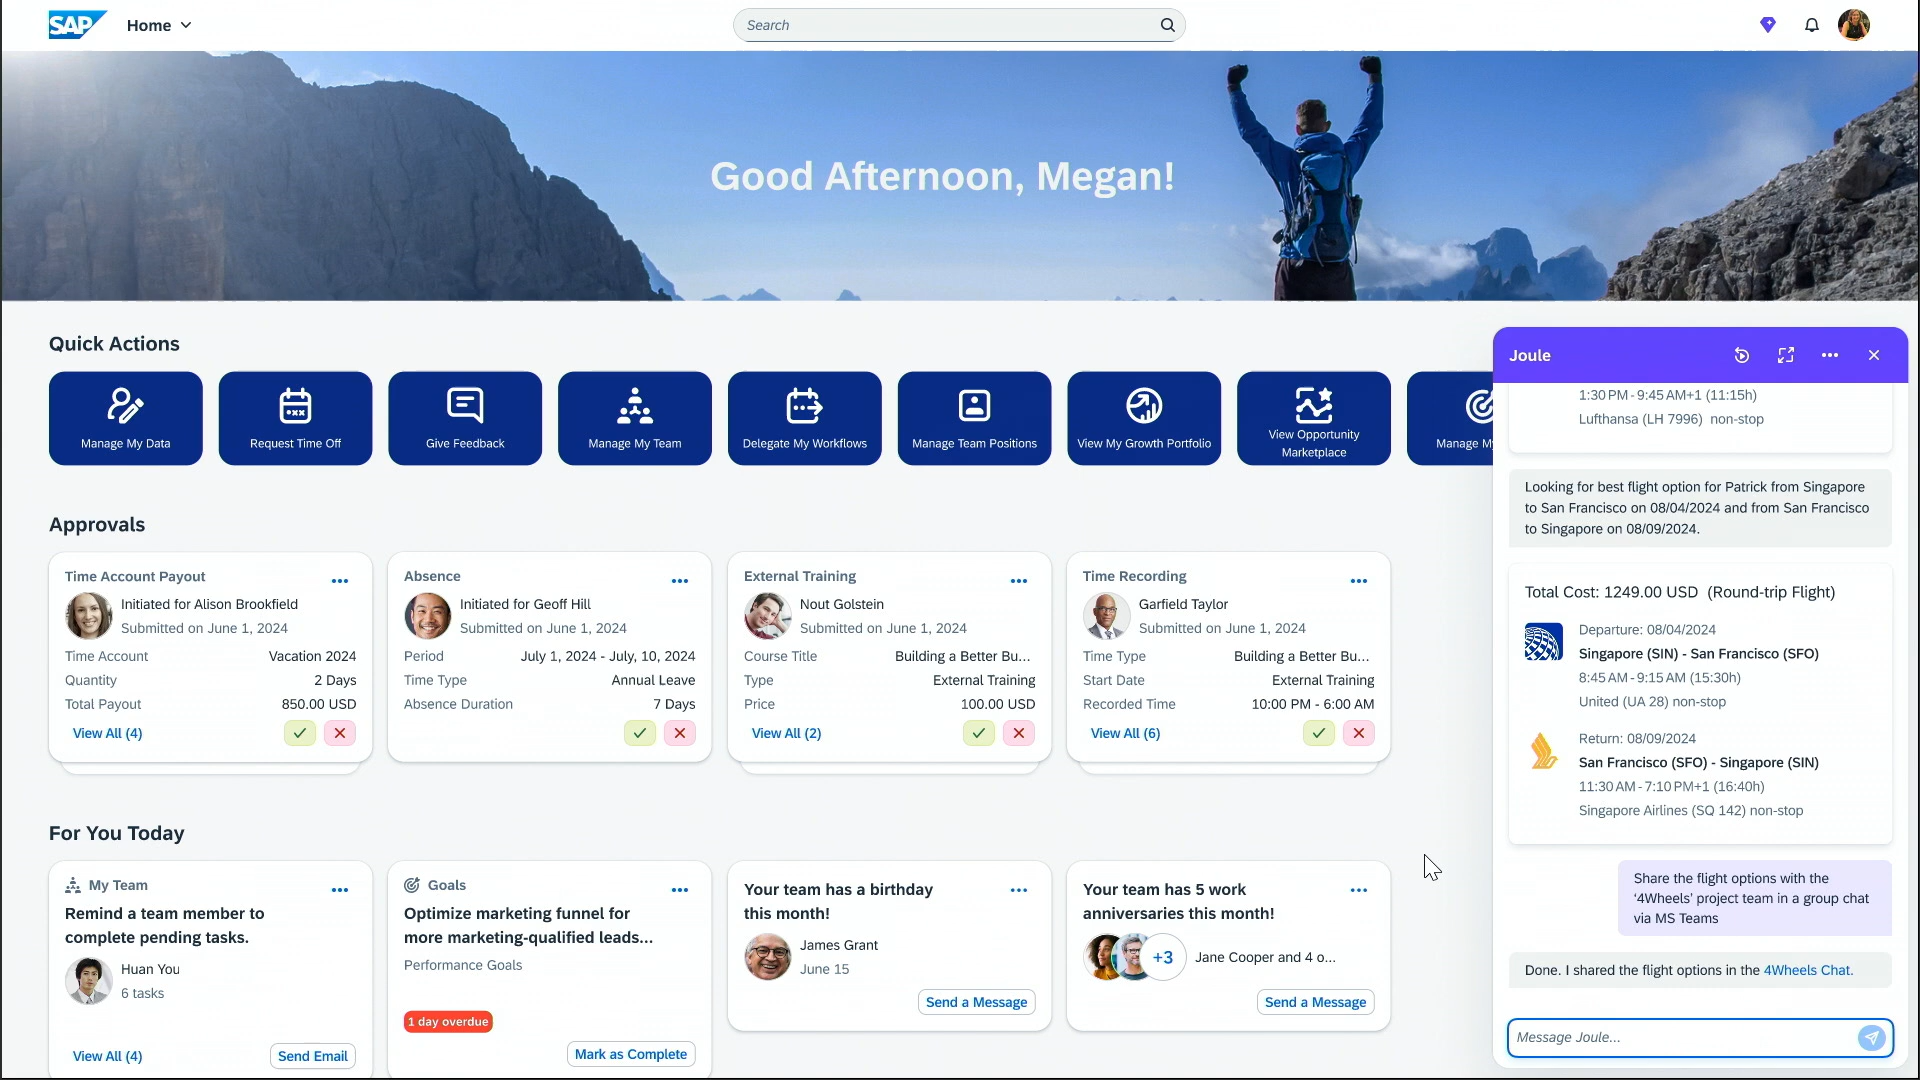 SAP
Home
Search
Good Afternoon, Megan!
Quick Actions
Manage My Data
Request Time Off
Give Feedback
Manage My Team
Delegate My Workflows
Manage Team Positions
View My Growth Portfolio
View Opportunity
Marketplace
Manage My
Approvals
Time Account Payout
Initiated for Alison Brookfield
Submitted on June 1, 2024
Time Account Vacation 2024
Quantity 2 Days
Total Payout 850.00 USD
View All (4)
Absence
Initiated for Geoff Hill
Submitted on June 1, 2024
Period July 1, 2024 - July, 10, 2024
Time Type Annual Leave
Absence Duration 7 Days
External Training
Nout Golstein
Submitted on June 1, 2024
Course Title Building a Better Bu...
Type External Training
Price 100.00 USD
View All (2)
Time Recording
Garfield Taylor
Submitted on June 1, 2024
Time Type Building a Better Bu...
Start Date External Training
Recorded Time 10:00 PM - 6:00 AM
View All (6)
For You Today
My Team
Remind a team member to
complete pending tasks.
Huan You
6 tasks
View All (4)
Send Email
Goals
Optimize marketing funnel for
more marketing-qualified leads...
Performance Goals
1 day overdue
Mark as Complete
Your team has a birthday
this month!
James Grant
June 15
Send a Message
Your team has 5 work
anniversaries this month!
+3
Jane Cooper and 4 o...
Send a Message
Joule
1:30 PM - 9:45 AM+1 (11:15h)
Lufthansa (LH 7996) non-stop
Looking for best flight option for Patrick from Singapore
to San Francisco on 08/04/2024 and from San Francisco
to Singapore on 08/09/2024.
Total Cost: 1249.00 USD (Round-trip Flight)
Departure: 08/04/2024
Singapore (SIN) - San Francisco (SFO)
8:45 AM - 9:15 AM (15:30h)
United (UA 28) non-stop
Return: 08/09/2024
San Francisco (SFO) - Singapore (SIN)
11:30 AM - 7:10 PM+1 (16:40h)
Singapore Airlines (SQ 142) non-stop
Share the flight options with the
‘4Wheels’ project team in a group chat
via MS Teams
Done. I shared the flight options in the 4Wheels Chat.
Message Joule...